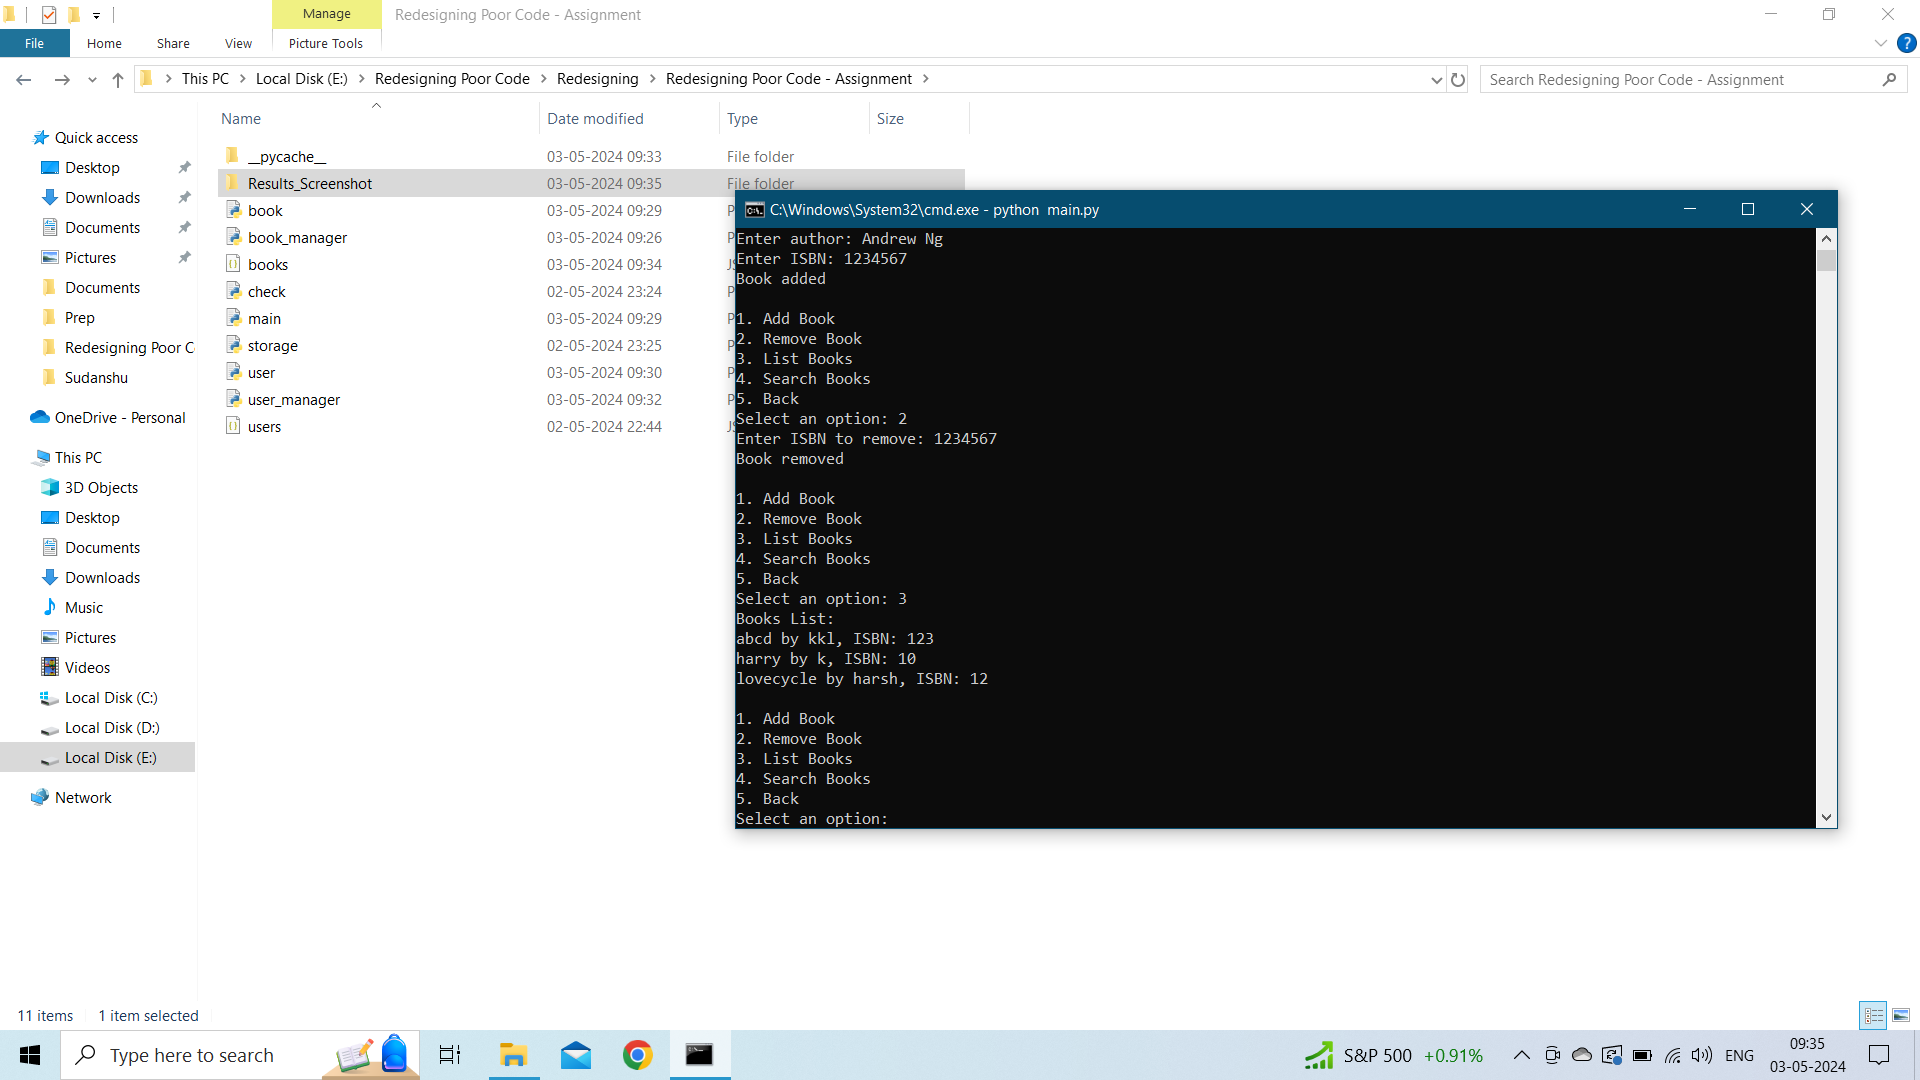 Manage
Redesigning Poor Code - Assignment
File
Home
Share
View
Picture Tools
?
This PC
Local Disk (E:)
Redesigning Poor Code
Redesigning
Redesigning Poor Code - Assignment
Search Redesigning Poor Code - Assignment
Name
Date modified
Type
Size
Quick access
Desktop
Downloads
Documents
Pictures
Documents
Prep
Redesigning Poor C
Sudanshu
OneDrive - Personal
This PC
3D Objects
Desktop
Documents
Downloads
Music
Pictures
Videos
Local Disk (C:)
Local Disk (D:)
Local Disk (E:)
Network
__pycache__ 03-05-2024 09:33 File folder
Results_Screenshot 03-05-2024 09:35 File folder
book 03-05-2024 09:29 P
book_manager 03-05-2024 09:26 P
books 03-05-2024 09:34 JS
check 02-05-2024 23:24 P
main 03-05-2024 09:29 P
storage 02-05-2024 23:25 P
user 03-05-2024 09:30 P
user_manager 03-05-2024 09:32 P
users 02-05-2024 22:44 JS
C:\Windows\System32\cmd.exe - python  main.py
Enter author: Andrew Ng
Enter ISBN: 1234567
Book added
1. Add Book
2. Remove Book
3. List Books
4. Search Books
5. Back
Select an option: 2
Enter ISBN to remove: 1234567
Book removed
1. Add Book
2. Remove Book
3. List Books
4. Search Books
5. Back
Select an option: 3
Books List:
abcd by kkl, ISBN: 123
harry by k, ISBN: 10
lovecycle by harsh, ISBN: 12
1. Add Book
2. Remove Book
3. List Books
4. Search Books
5. Back
Select an option:
11 items
1 item selected
Type here to search
S&P 500 +0.91%
ENG
09:35
03-05-2024